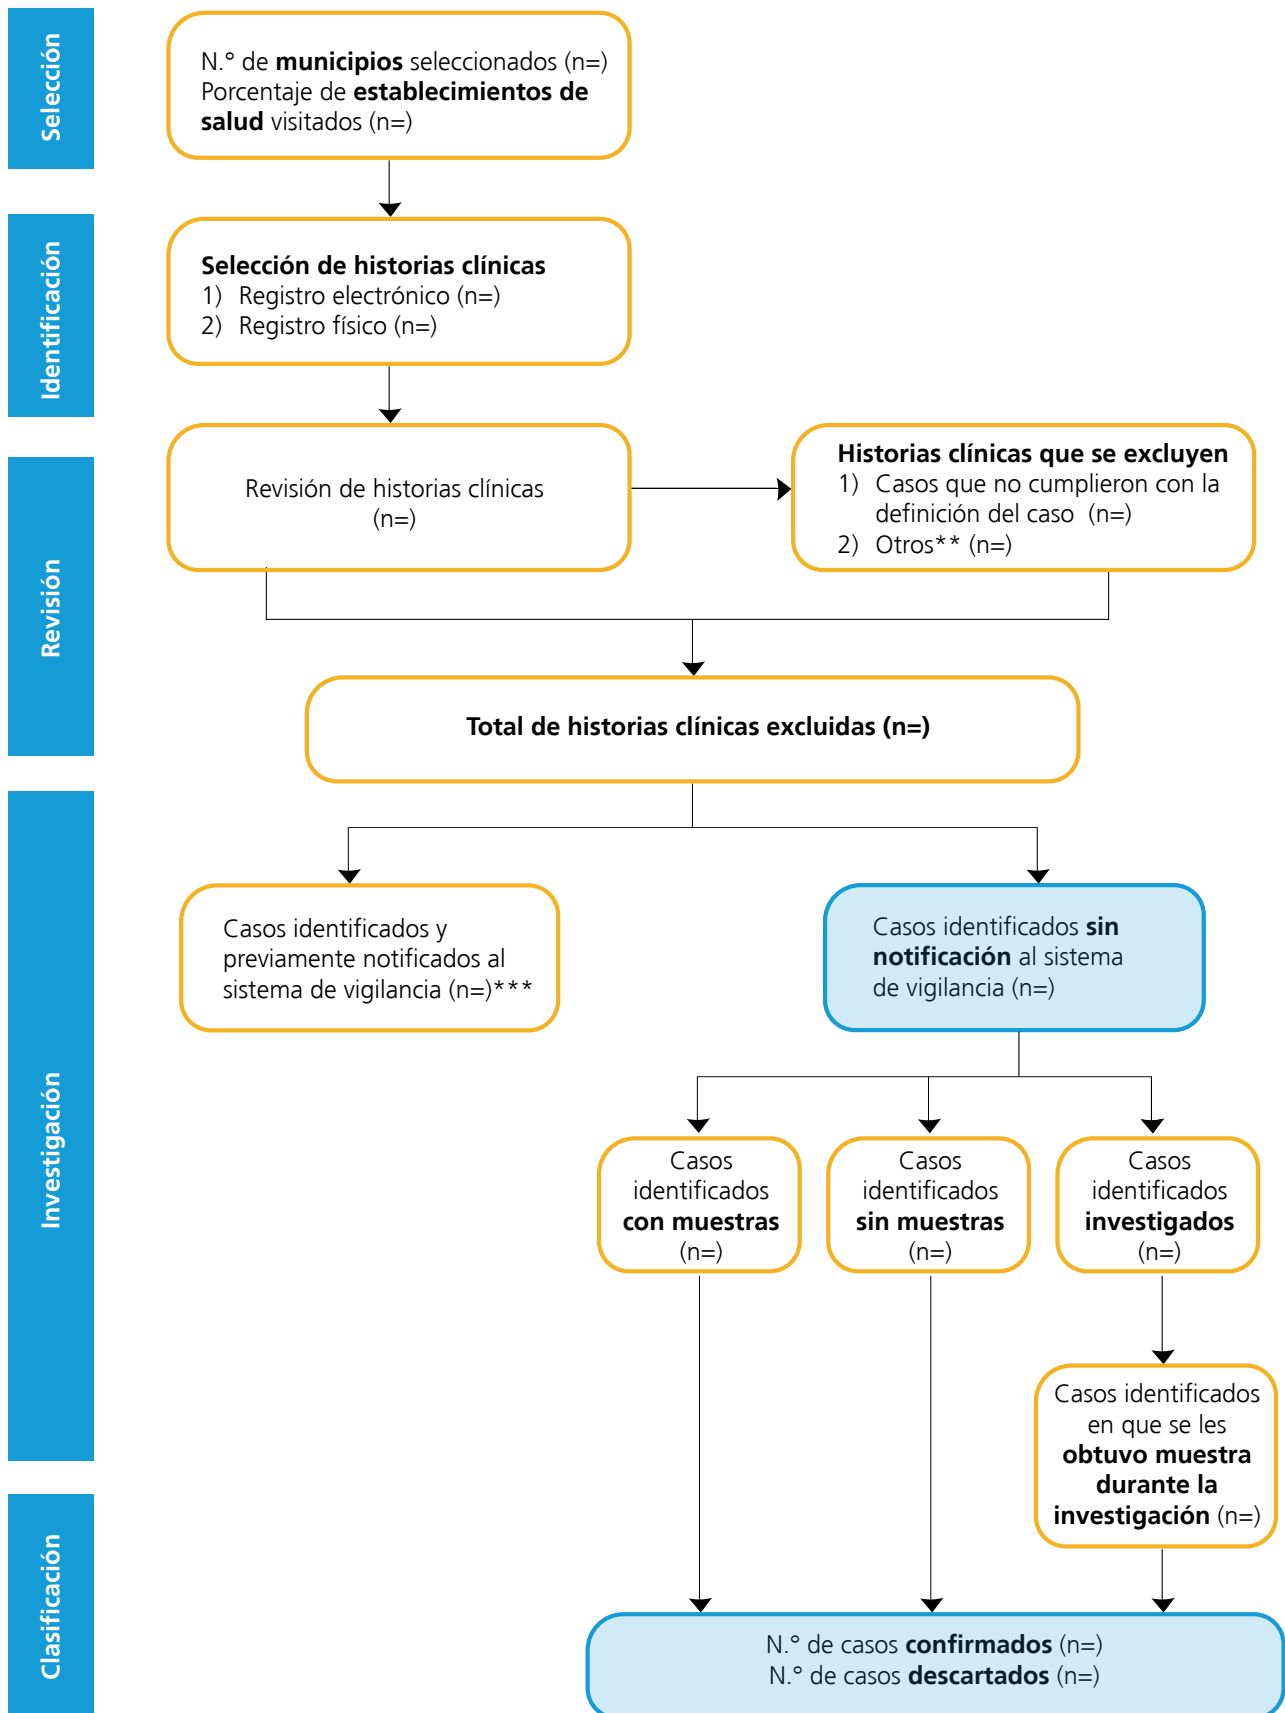 Selección
N.° de municipios seleccionados (n=)
Porcentaje de establecimientos de
salud visitados (n=)
Identificación
Selección de historias clínicas
1) Registro electrónico (n=)
2) Registro físico (n=)
Revisión
Revisión de historias clínicas
(n=)
Historias clínicas que se excluyen
1) Casos que no cumplieron con la
definición del caso (n=)
2) Otros** (n=)
Total de historias clínicas excluidas (n=)
Investigación
Casos identificados y
previamente notificados al
sistema de vigilancia (n=)***
Casos identificados sin
notificación al sistema
de vigilancia (n=)
Casos
identificados
con muestras
(n=)
Casos
identificados
sin muestras
(n=)
Casos
identificados
investigados
(n=)
Casos identificados
en que se les
obtuvo muestra
durante la
investigación (n=)
Clasificación
N.° de casos confirmados (n=)
N.° de casos descartados (n=)